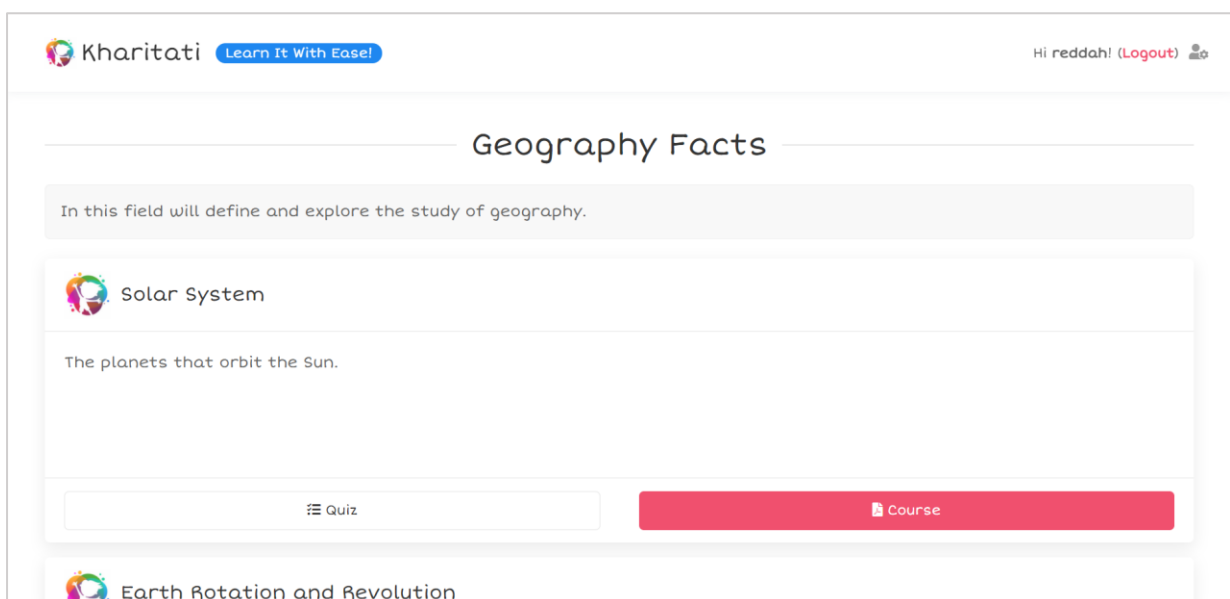 Kharitati Learn It With Ease! Hi reddah! (Logout)
Geography Facts
In this field will define and explore the study of geography.
Solar System
The planets that orbit the Sun.
Quiz Course
Earth Rotation and Revolution